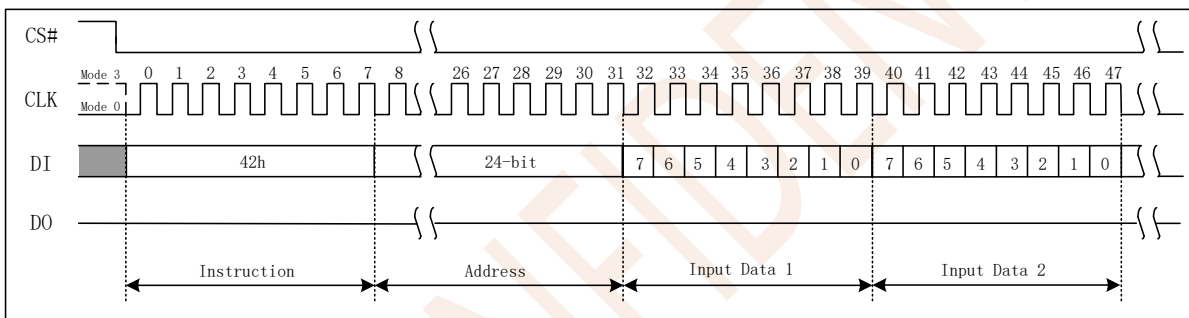 CS#
Mode 3 0 1 2 3 4 5 6 7 8 26 27 28 29 30 31 32 33 34 35 36 37 38 39 40 41 42 43 44 45 46 47
CLK
Mode 0
DI 42h 24-bit 7 6 5 4 3 2 1 0 7 6 5 4 3 2 1 0
DO
Instruction Address Input Data 1 Input Data 2